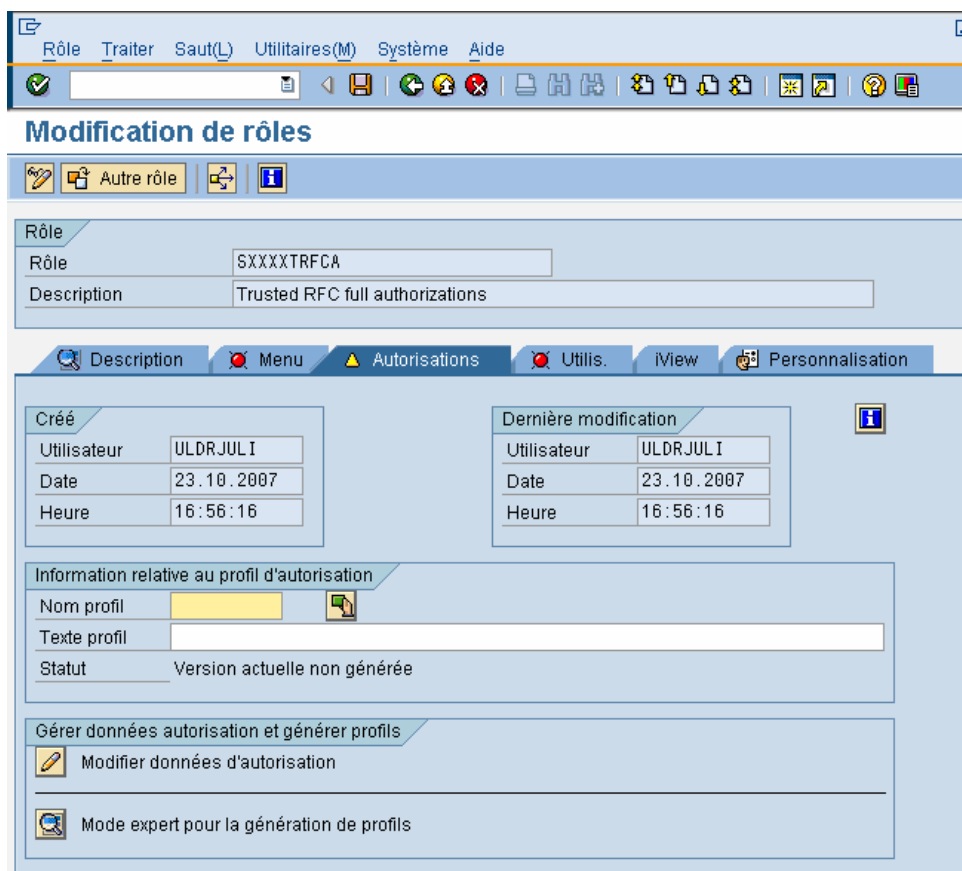 Rôle Traiter Saut(L) Utilitaires(M) Système Aide
Modification de rôles
Autre rôle
Rôle
Rôle SXXXXTRFCA
Description Trusted RFC full authorizations
Description Menu Autorisations Utilis. iView Personnalisation
Créé Dernière modification
Utilisateur ULDRJULI Utilisateur ULDRJULI
Date 23.10.2007 Date 23.10.2007
Heure 16:56:16 Heure 16:56:16
Information relative au profil d'autorisation
Nom profil
Texte profil
Statut Version actuelle non générée
Gérer données autorisation et générer profils
Modifier données d'autorisation
Mode expert pour la génération de profils